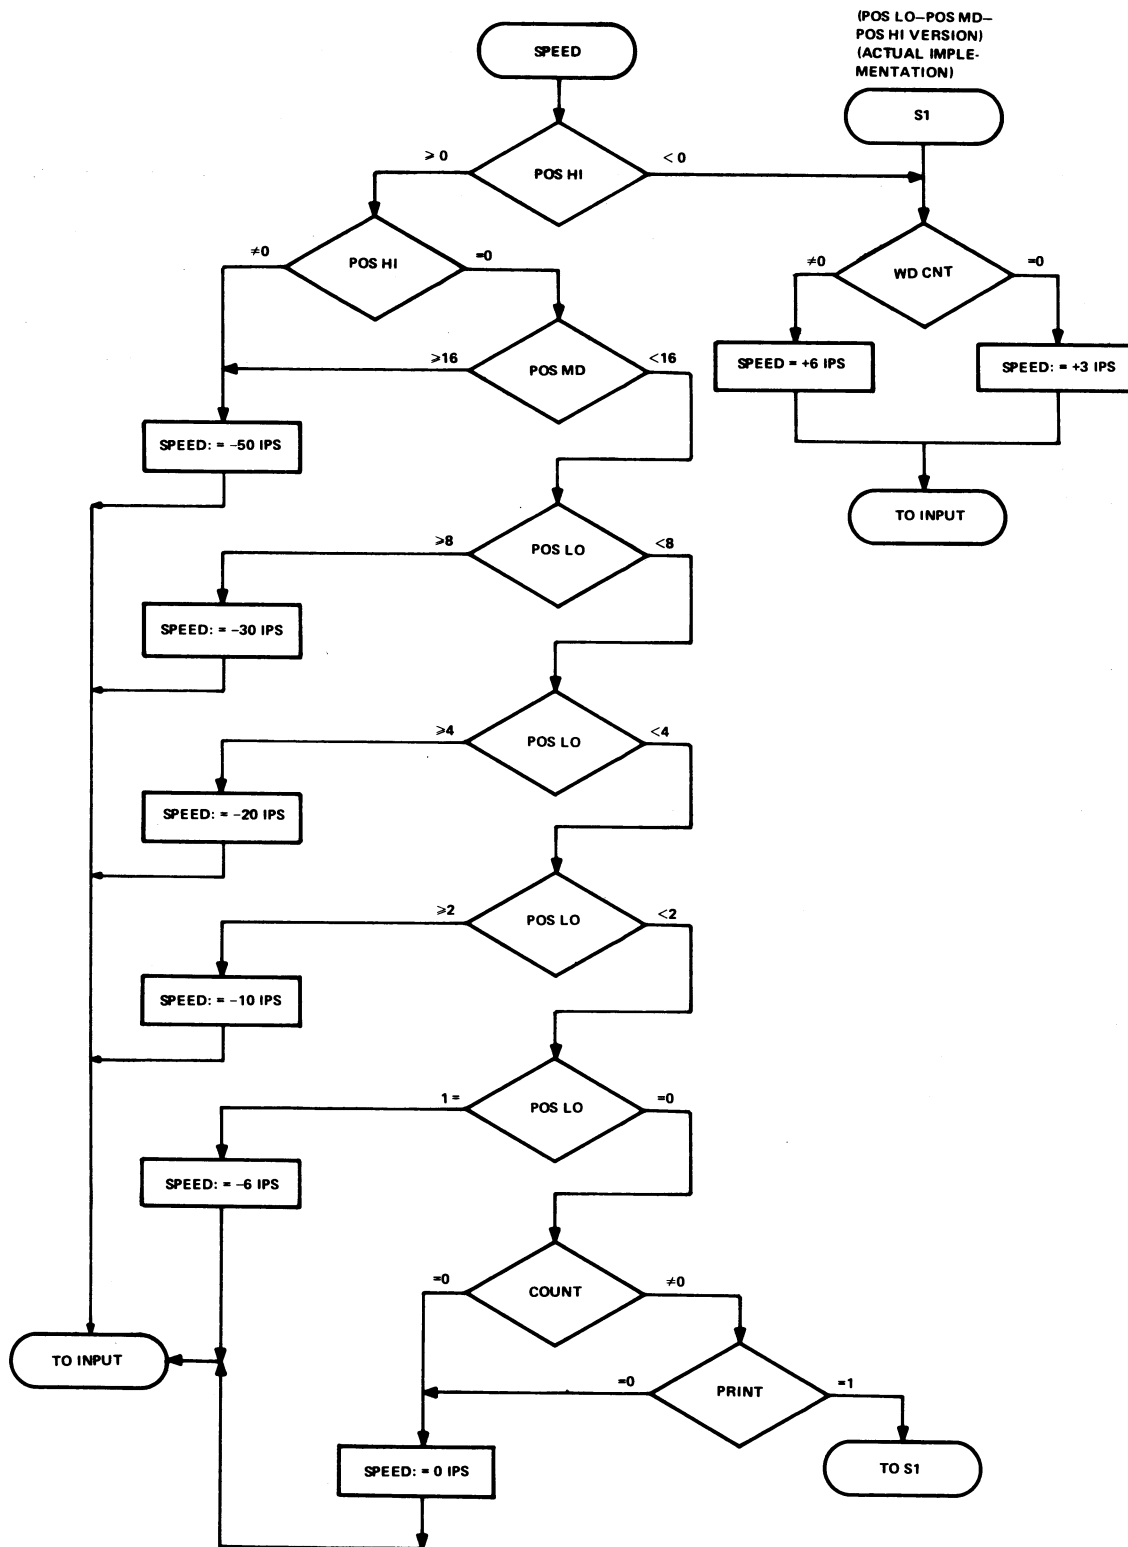 (POS LO–POS MD–
POS HI VERSION)
(ACTUAL IMPLE-
MENTATION)
SPEED
S1
⩾ 0
POS HI
< 0
≠0
POS HI
=0
≠0
WD CNT
=0
⩾16
POS MD
<16
SPEED = +6 IPS
SPEED: = +3 IPS
SPEED: = –50 IPS
TO INPUT
⩾8
POS LO
<8
SPEED: = –30 IPS
⩾4
POS LO
<4
SPEED: = –20 IPS
⩾2
POS LO
<2
SPEED: = –10 IPS
1 =
POS LO
=0
SPEED: = –6 IPS
=0
COUNT
≠0
TO INPUT
=0
PRINT
=1
SPEED: = 0 IPS
TO S1